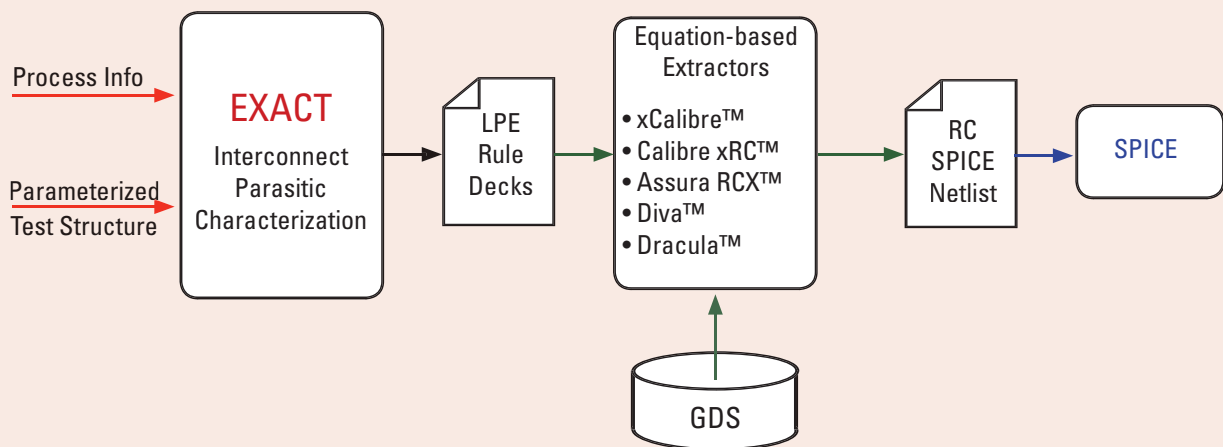 Process Info
Parameterized
Test Structure
EXACT
Interconnect
Parasitic
Characterization
LPE
Rule
Decks
Equation-based
Extractors
• xCalibre™
• Calibre xRC™
• Assura RCX™
• Diva™
• Dracula™
GDS
RC
SPICE
Netlist
SPICE